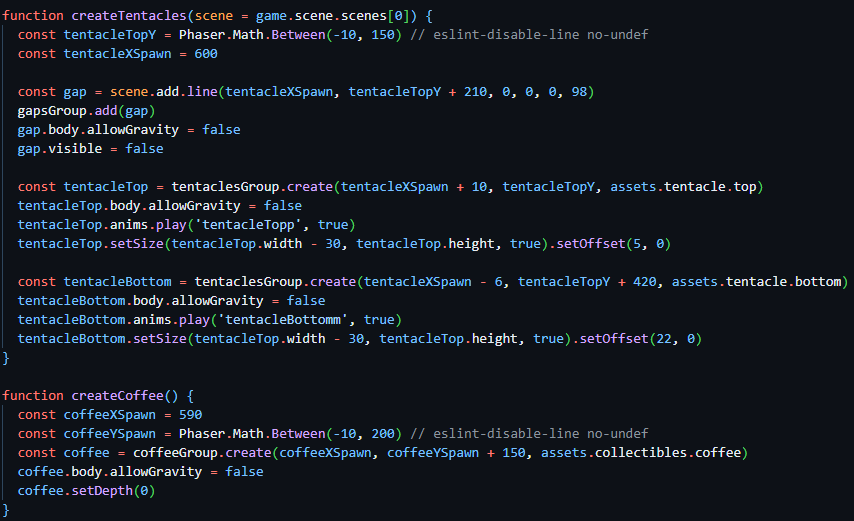 function createTentacles(scene = game.scene.scenes[0]) {
  const tentacleTopY = Phaser.Math.Between(-10, 150) // eslint-disable-line no-undef
  const tentacleXSpawn = 600

  const gap = scene.add.line(tentacleXSpawn, tentacleTopY + 210, 0, 0, 0, 98)
  gapsGroup.add(gap)
  gap.body.allowGravity = false
  gap.visible = false

  const tentacleTop = tentaclesGroup.create(tentacleXSpawn + 10, tentacleTopY, assets.tentacle.top)
  tentacleTop.body.allowGravity = false
  tentacleTop.anims.play('tentacleTopp', true)
  tentacleTop.setSize(tentacleTop.width - 30, tentacleTop.height, true).setOffset(5, 0)

  const tentacleBottom = tentaclesGroup.create(tentacleXSpawn - 6, tentacleTopY + 420, assets.tentacle.bottom)
  tentacleBottom.body.allowGravity = false
  tentacleBottom.anims.play('tentacleBottomm', true)
  tentacleBottom.setSize(tentacleTop.width - 30, tentacleTop.height, true).setOffset(22, 0)
}

function createCoffee() {
  const coffeeXSpawn = 590
  const coffeeYSpawn = Phaser.Math.Between(-10, 200) // eslint-disable-line no-undef
  const coffee = coffeeGroup.create(coffeeXSpawn, coffeeYSpawn + 150, assets.collectibles.coffee)
  coffee.body.allowGravity = false
  coffee.setDepth(0)
}